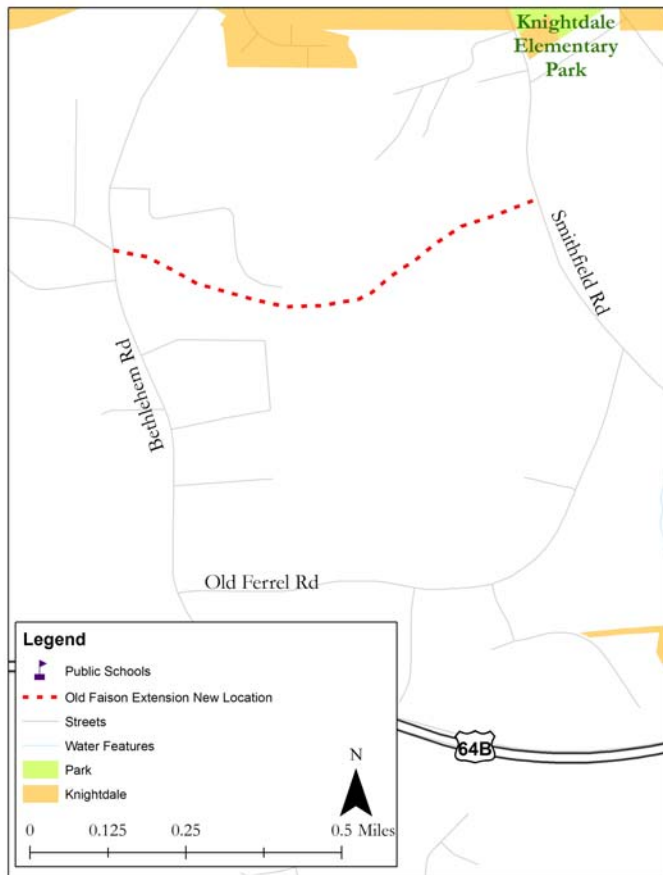 Knightdale
Elementary
Park
Smithfield Rd
Bethlehem Rd
Old Ferrel Rd
Legend
Public Schools
Old Faison Extension New Location
Streets
Water Features
Park
Knightdale
N
0 0.125 0.25 0.5 Miles
64B